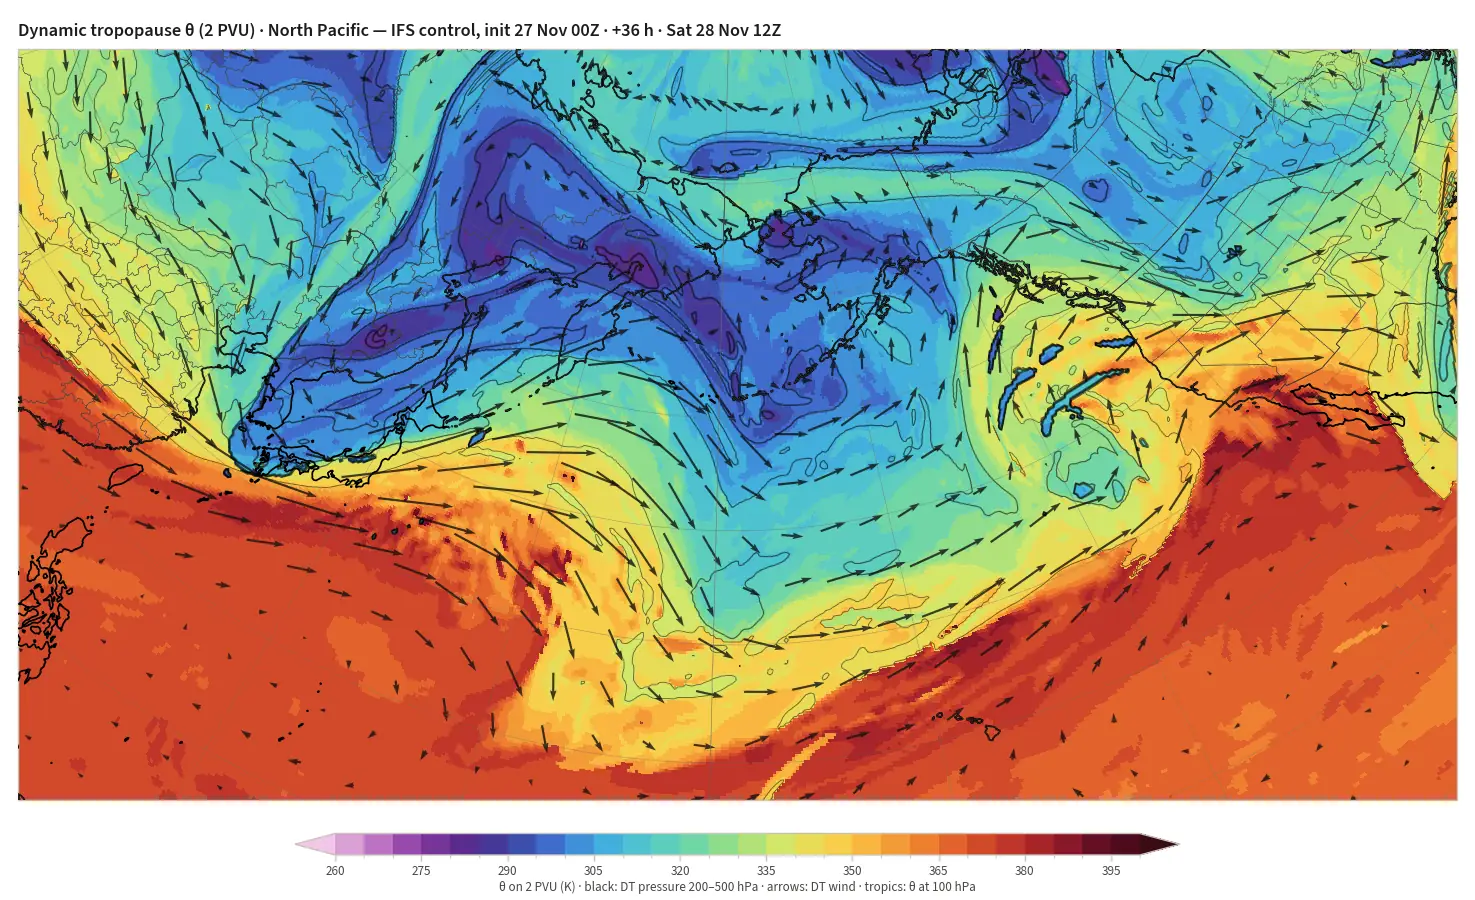 Dynamic tropopause θ (2 PVU) · North Pacific — IFS control, init 27 Nov 00Z · +36 h · Sat 28 Nov 12Z
260 275 290 305 320 335 350 365 380 395
θ on 2 PVU (K) · black: DT pressure 200–500 hPa · arrows: DT wind · tropics: θ at 100 hPa